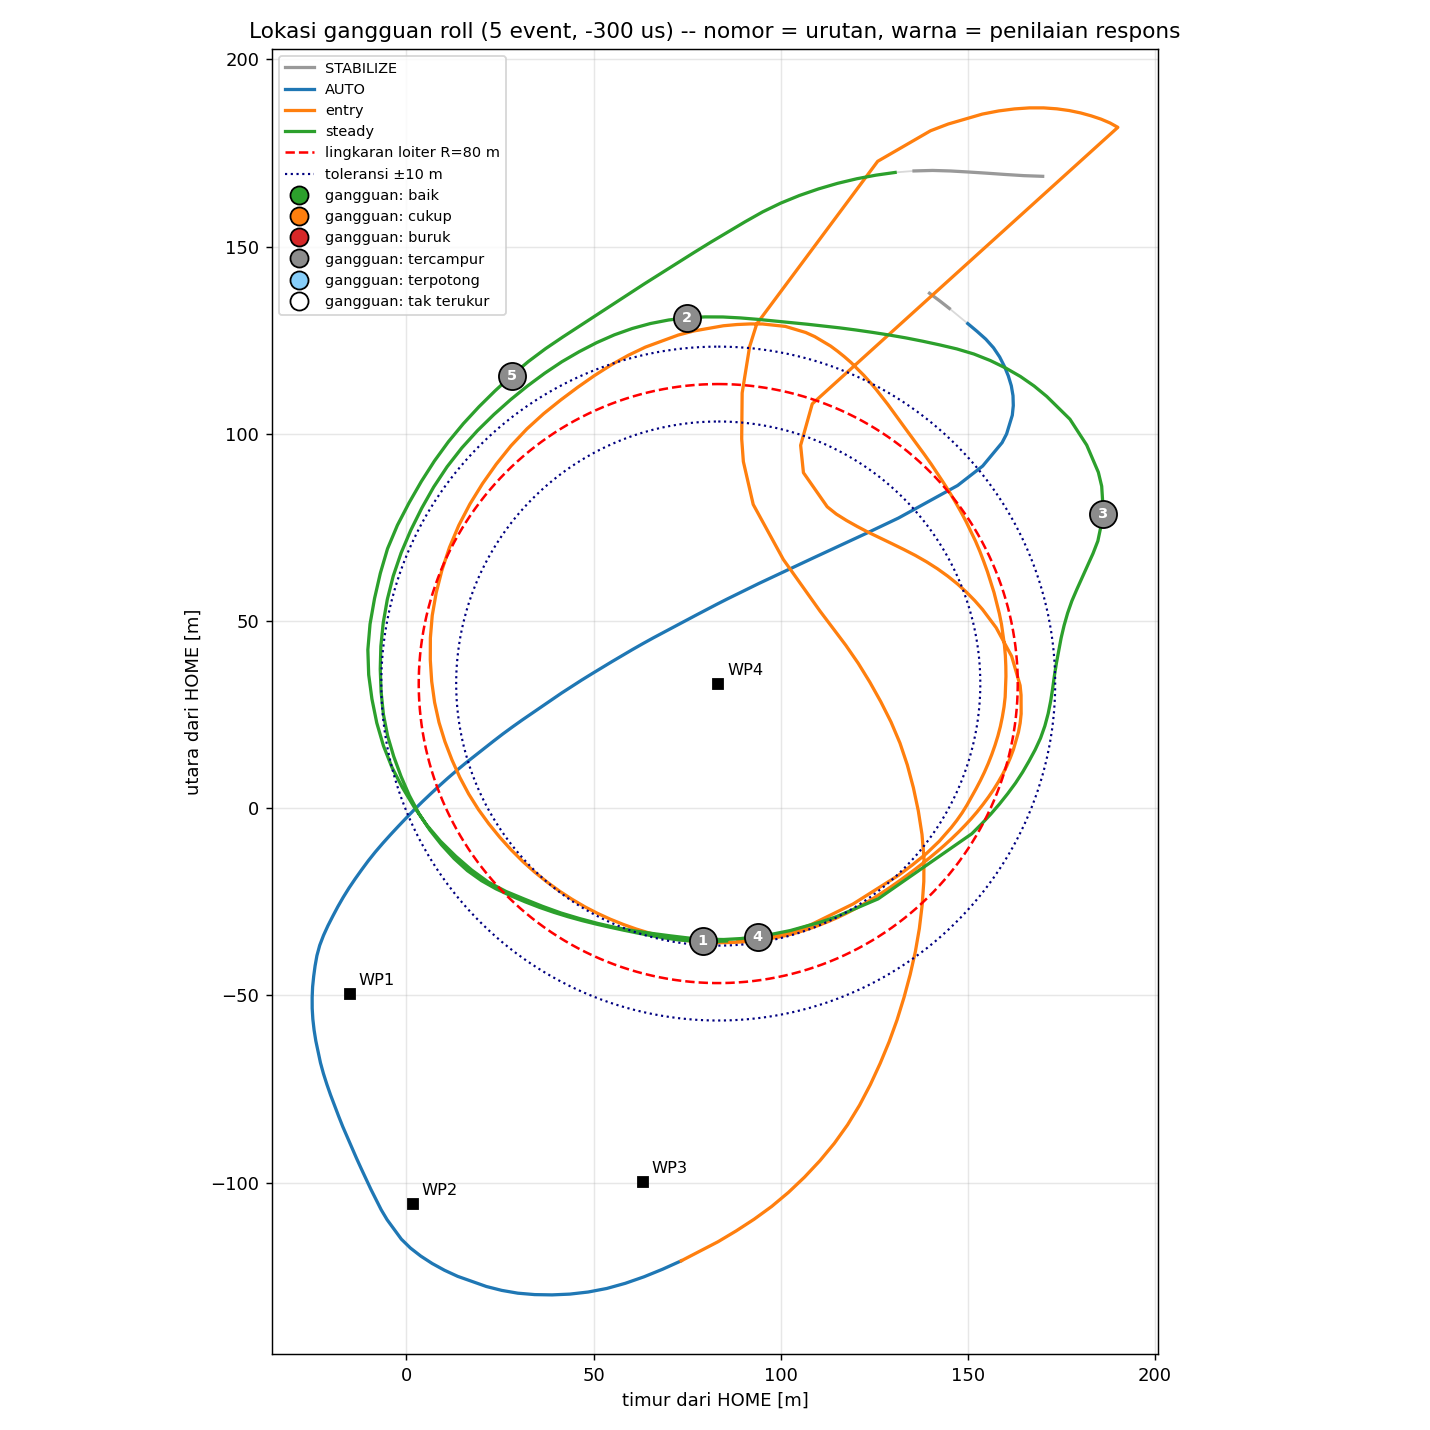 Lokasi gangguan roll (5 event, -300 us) -- nomor = urutan, warna = penilaian respons
STABILIZE
AUTO
entry
steady
lingkaran loiter R=80 m
toleransi ±10 m
gangguan: baik
gangguan: cukup
gangguan: buruk
gangguan: tercampur
gangguan: terpotong
gangguan: tak terukur
200
150
100
50
0
−50
−100
utara dari HOME [m]
2
5
3
WP4
1
4
WP1
WP3
WP2
0
50
100
150
200
timur dari HOME [m]